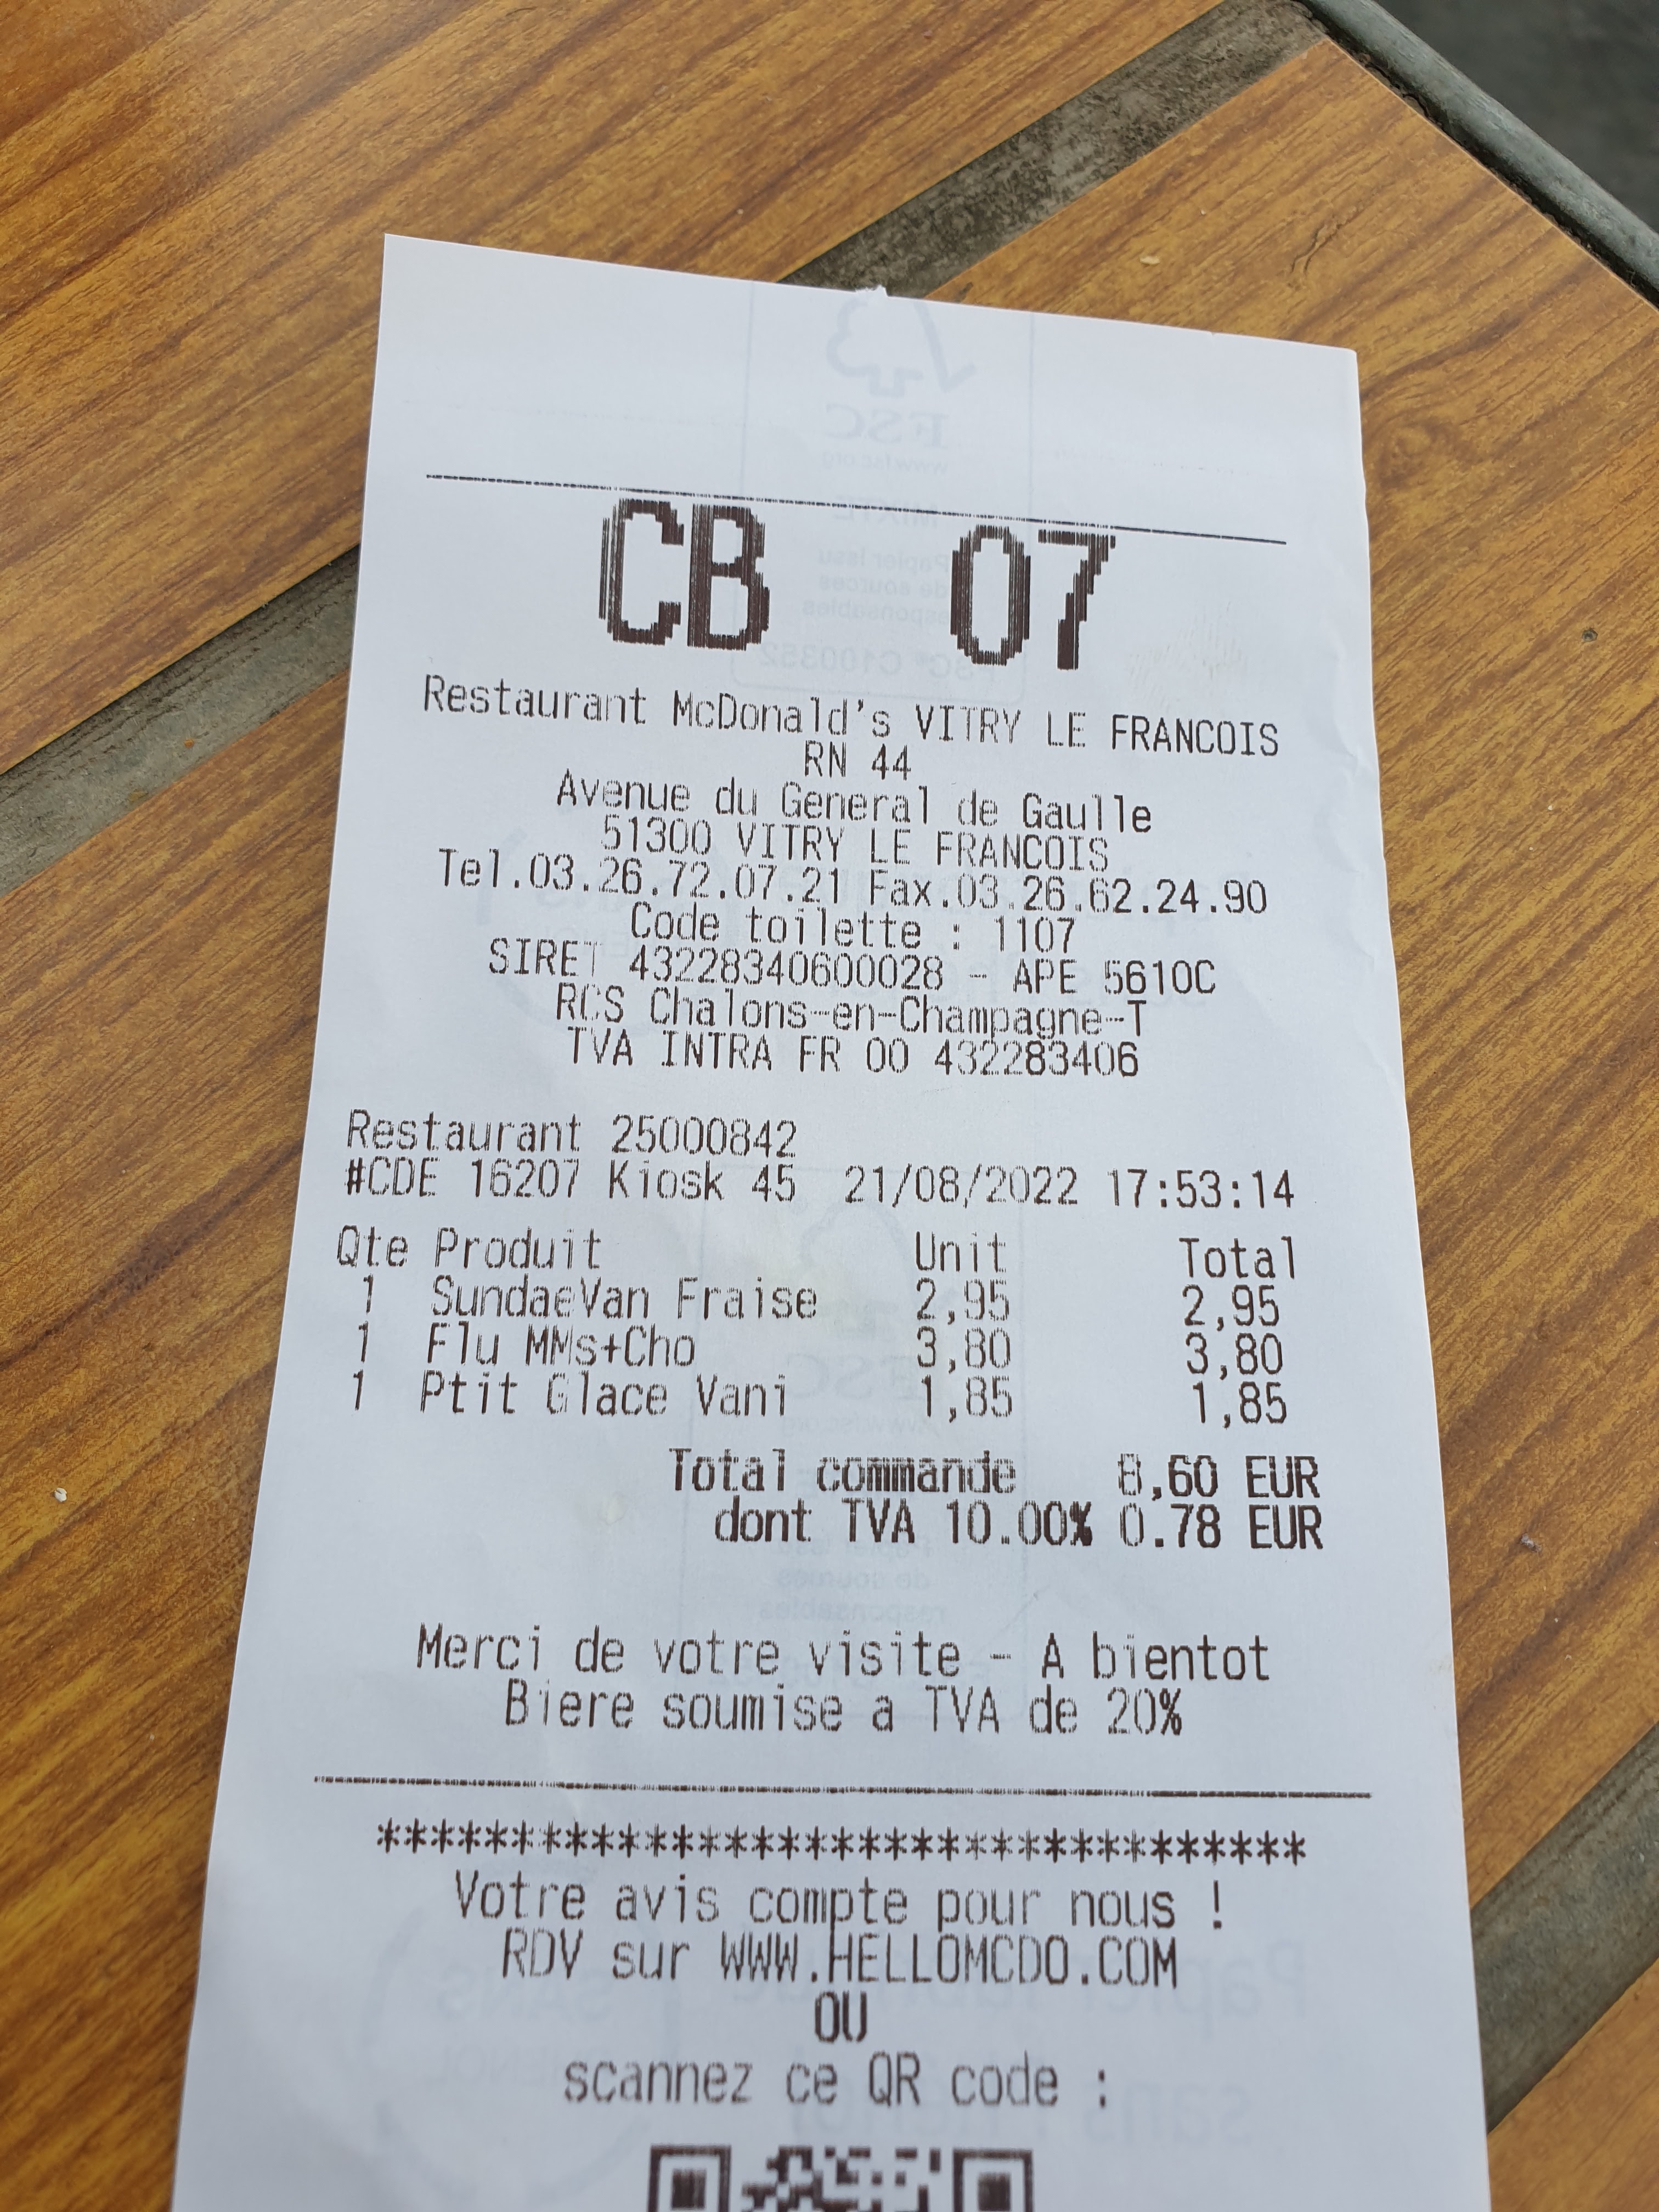 CB 07
Restaurant McDonald's VITRY LE FRANCOIS
RN 44
Avenue du General de Gaulle
51300 VITRY LE FRANCOIS
Tel.03.26.72.07.21 Fax.03.26.62.24.90
Code toilette : 1107
SIRET 43228340600028 - APE 5610C
RCS Chalons-en-Champagne-T
TVA INTRA FR 00 432283406
Restaurant 25000842
#CDE 16207 Kiosk 45 21/08/2022 17:53:14
Qte Produit Unit Total
1 SundaeVan Fraise 2,95 2,95
1 Flu MMs+Cho 3,80 3,80
1 Ptit Glace Vani 1,85 1,85
Total commande 8,60 EUR
dont TVA 10.00% 0.78 EUR
Merci de votre visite - A bientot
Biere soumise a TVA de 20%
***********************************
Votre avis compte pour nous !
RDV sur WWW.HELLOMCDO.COM
OU
scannez ce QR code :